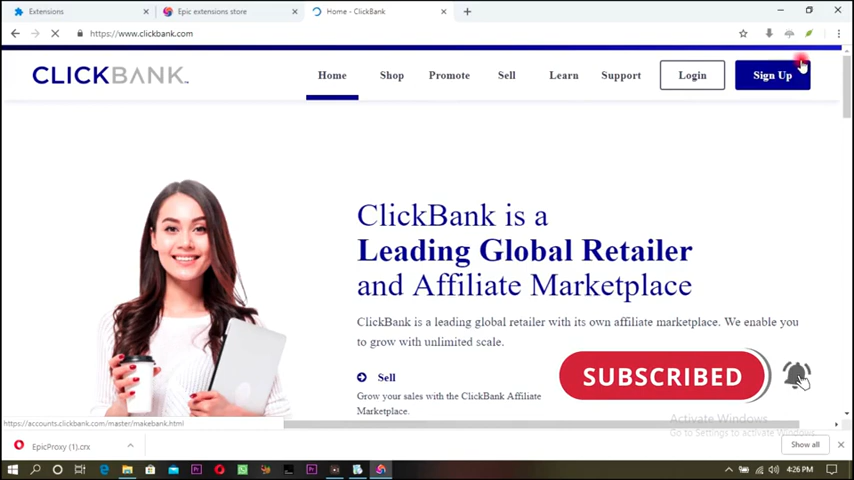 Extensions
Epic extensions store
Home - ClickBank
https://www.clickbank.com
CLICKBANK
Home
Shop
Promote
Sell
Learn
Support
Login
Sign Up
ClickBank is a
Leading Global Retailer
and Affiliate Marketplace
ClickBank is a leading global retailer with its own affiliate marketplace. We enable you
to grow with unlimited scale.
Sell
Grow your sales with the ClickBank Affiliate
Marketplace.
SUBSCRIBED
Activate Windows
Go to Settings to activate Windows.
https://accounts.clickbank.com/master/makebank.html
EpicProxy (1).crx
Show all
4:26 PM